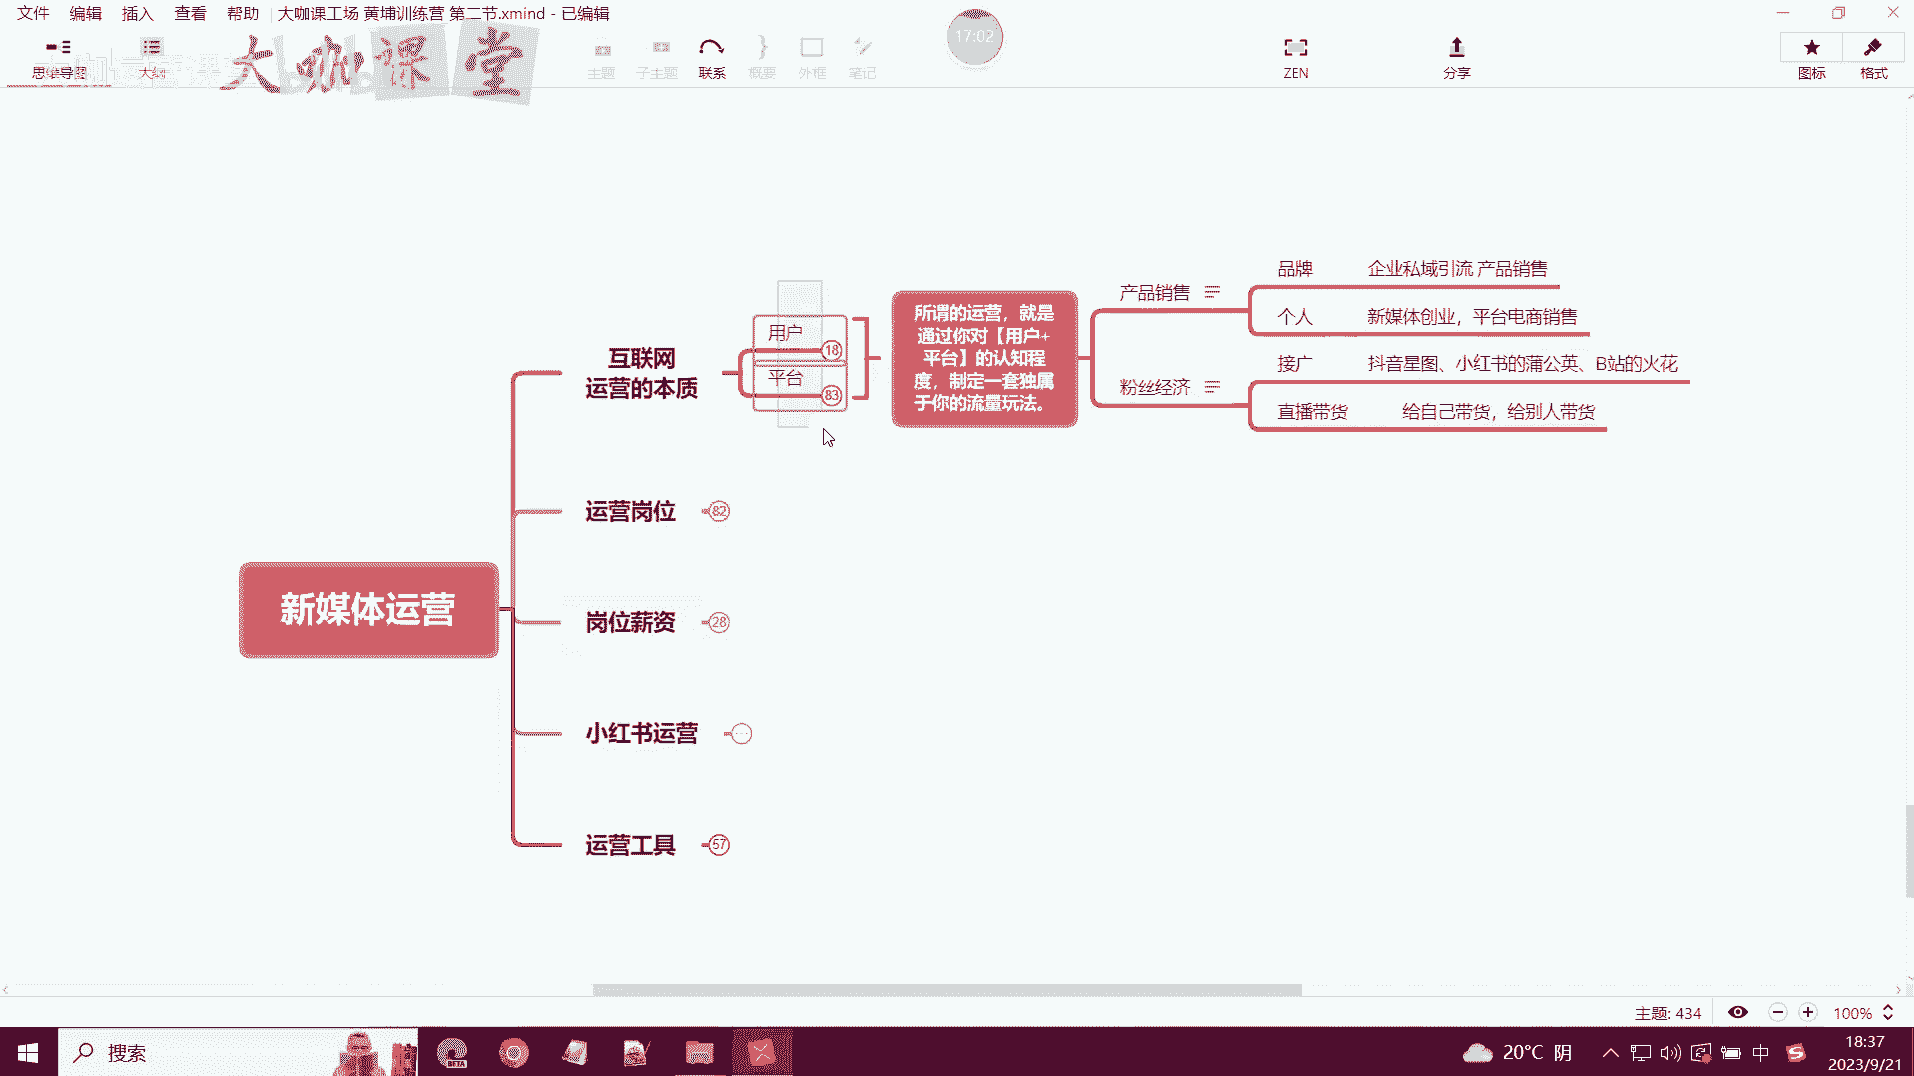 文件 编辑 插入 查看 帮助 大咖课工场 黄埔训练营 第二节.xmind - 已编辑
思维导图 大纲 主题 子主题 联系 概要 外框 笔记 ZEN 分享 图标 格式
大咖课堂
17:02
互联网
运营的本质
用户
18
平台
83
所谓的运营，就是
通过你对【用户+
平台】的认知程
度，制定一套独属
于你的流量玩法。
产品销售
品牌 企业私域引流 产品销售
个人 新媒体创业，平台电商销售
粉丝经济
接广 抖音星图、小红书的蒲公英、B站的火花
直播带货 给自己带货，给别人带货
运营岗位 82
新媒体运营
岗位薪资 28
小红书运营
运营工具 57
主题: 434 100%
搜索
BETA
20°C 阴
中
18:37
2023/9/21